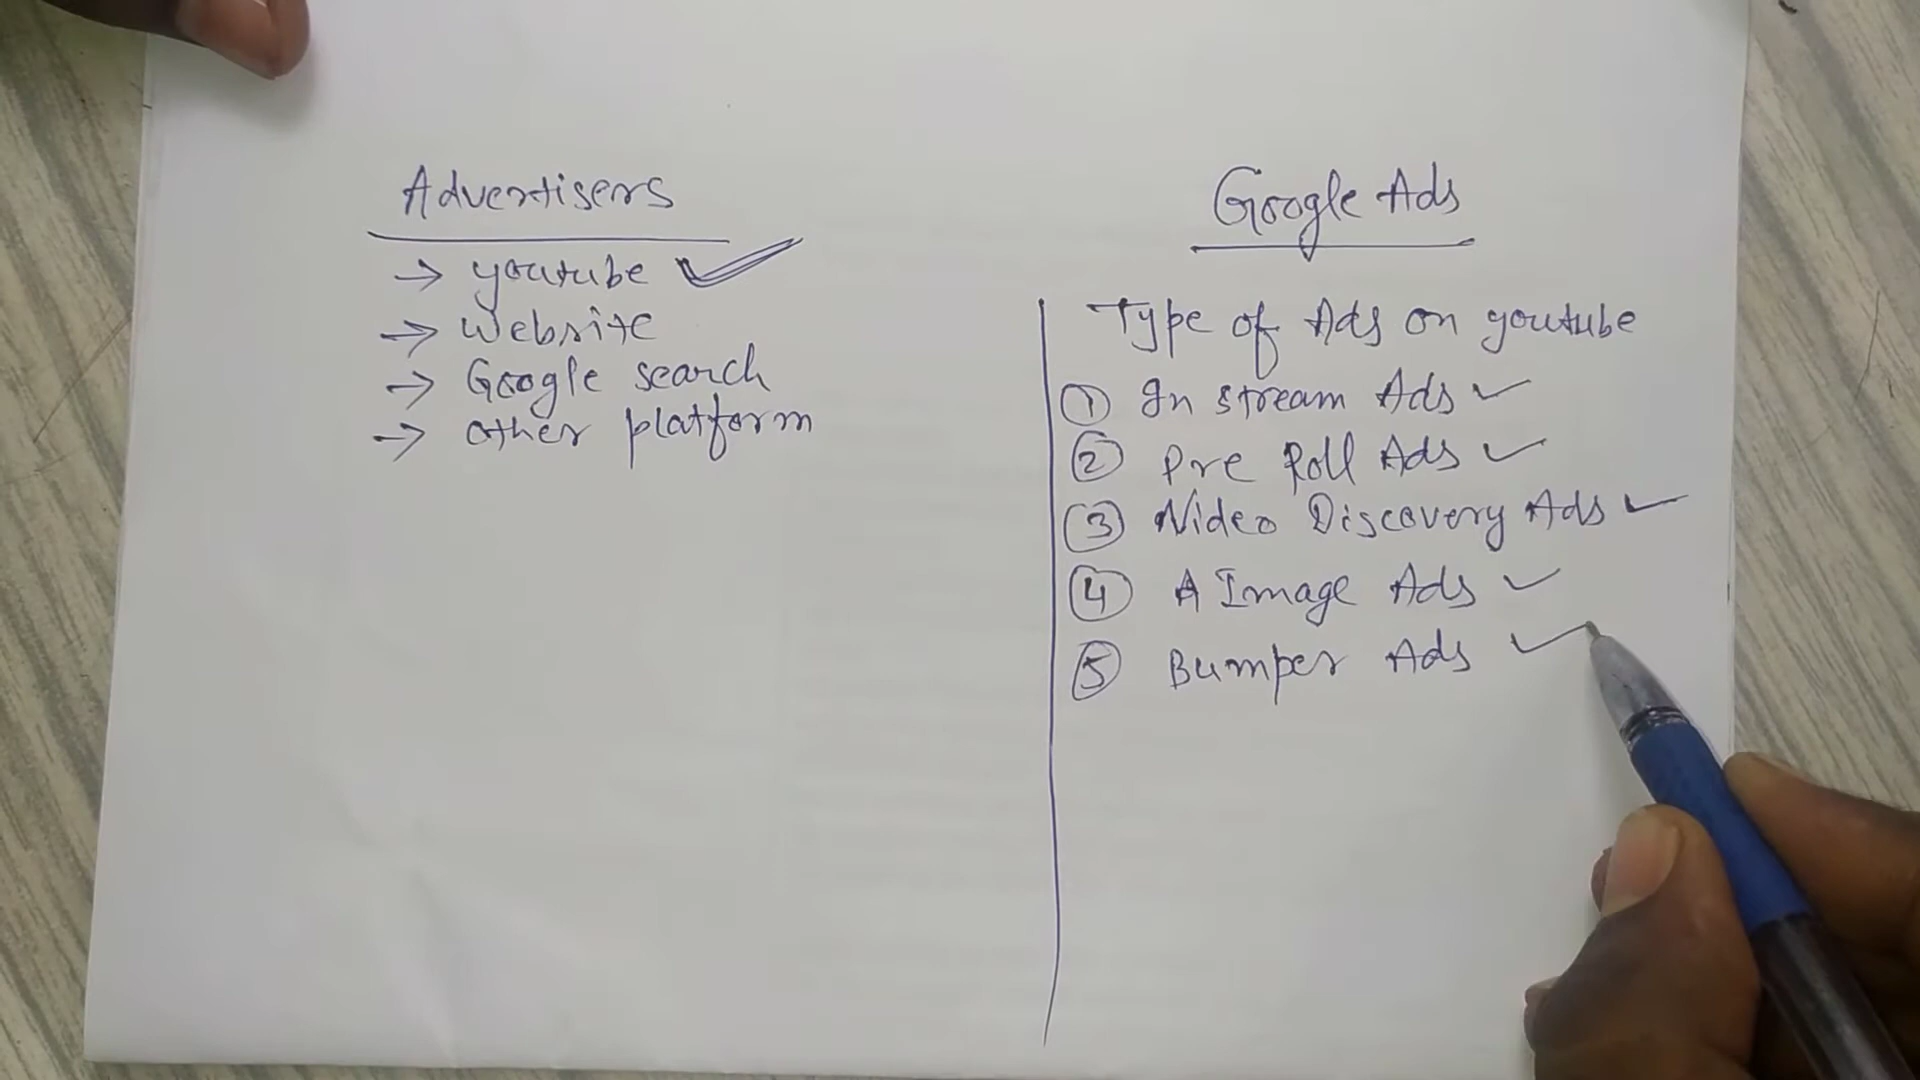 Advertisers
→ youtube ✓
→ Website
→ Google search
→ other platform
Google Ads
Type of Ads on youtube
① In stream Ads ✓
② Pre Roll Ads ✓
③ Video Discovery Ads ✓
④ A Image Ads ✓
⑤ Bumper Ads ✓